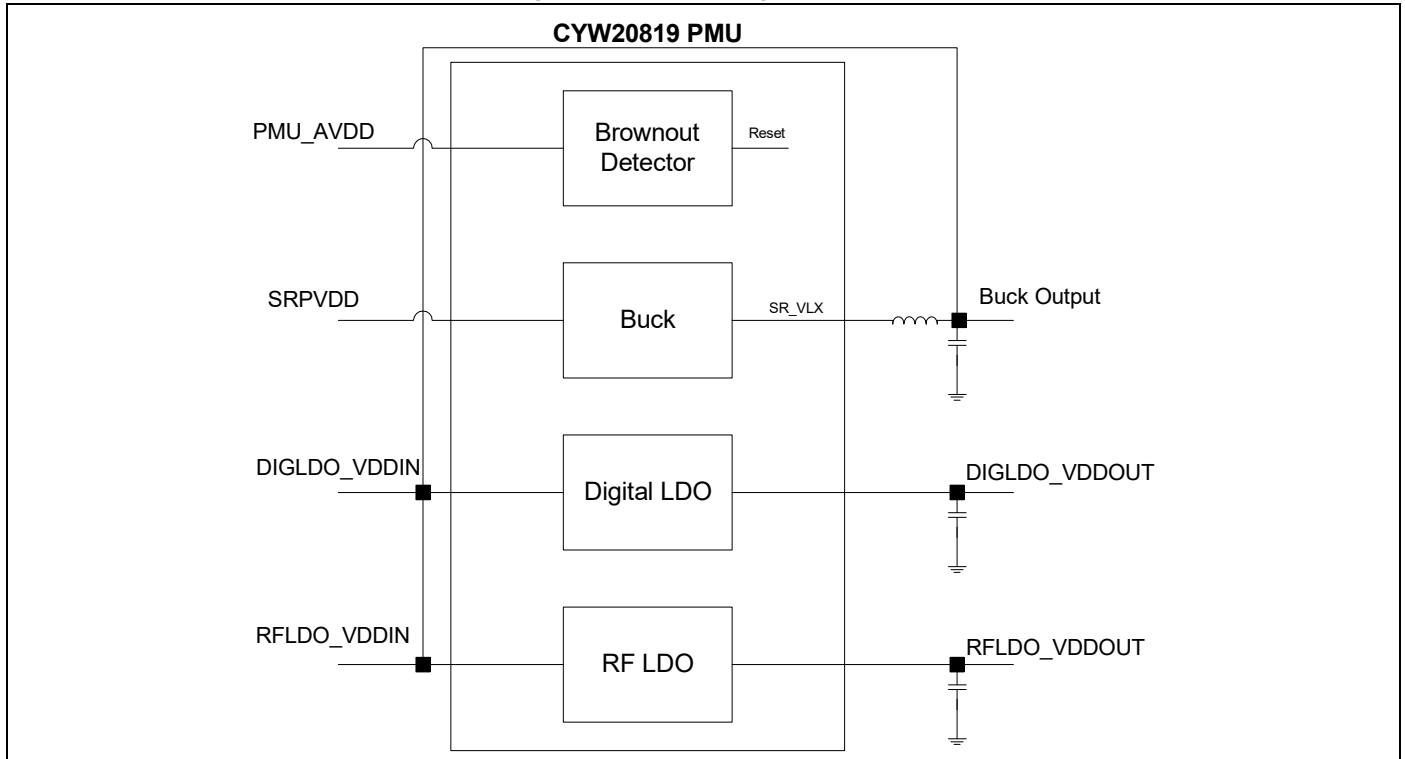 CYW20819 PMU
PMU_AVDD
Brownout
Detector
Reset
SRPVDD
Buck
SR_VLX
Buck Output
DIGLDO_VDDIN
Digital LDO
DIGLDO_VDDOUT
RFLDO_VDDIN
RF LDO
RFLDO_VDDOUT